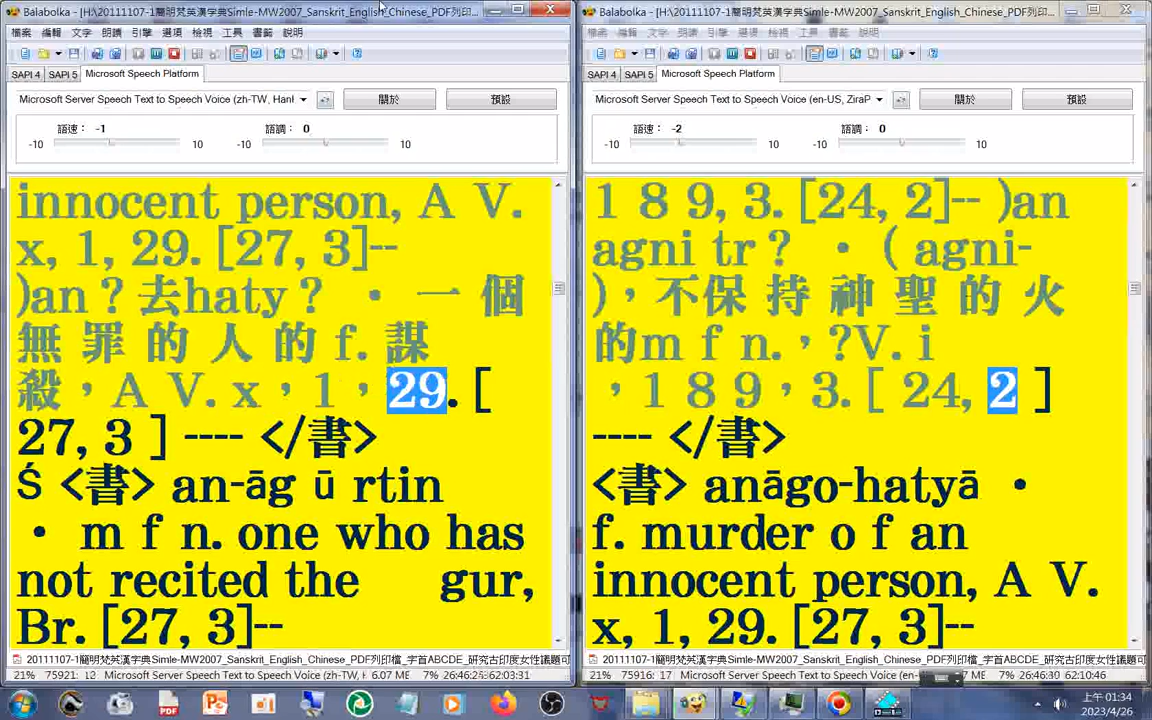 Balabolka - [H:\20111107-1簡明梵英漢字典Simle-MW2007_Sanskrit_English_Chinese_PDF列印...
檔案 編輯 文字 朗讀 引擎 選項 檢視 工具 書籤 說明
SAPI 4 SAPI 5 Microsoft Speech Platform
Microsoft Server Speech Text to Speech Voice (zh-TW, Hanl
關於 預設
語速： -1 語調： 0
-10 10 -10 10
innocent person, A V.
x, 1, 29. [27, 3]--
)an？去haty？ • 一 個
無 罪 的 人 的 f. 謀
殺，A V. x，1，29. [
27, 3 ] ---- </書>
Ś <書> an-āg ū rtin
• m f n. one who has
not recited the gur,
Br. [27, 3]--
20111107-1簡明梵英漢字典Simle-MW2007_Sanskrit_English_Chinese_PDF列印檔_字首ABCDE_研究古印度女性議題可
21% 75921: 12 Microsoft Server Speech Text to Speech Voice (zh-TW, H 6.07 MB 7% 26:46:25/362:03:31
Balabolka - [H:\20111107-1簡明梵英漢字典Simle-MW2007_Sanskrit_English_Chinese_PDF列印...
檔案 編輯 文字 朗讀 引擎 選項 檢視 工具 書籤 說明
SAPI 4 SAPI 5 Microsoft Speech Platform
Microsoft Server Speech Text to Speech Voice (en-US, ZiraP
關於 預設
語速： -2 語調： 0
-10 10 -10 10
1 8 9, 3. [24, 2]-- )an
agni tr？ • ( agni-
)，不保 持 神 聖 的 火
的m f n.，?V. i
，1 8 9，3. [ 24, 2 ]
---- </書>
<書> anāgo-hatyā •
f. murder o f an
innocent person, A V.
x, 1, 29. [27, 3]--
20111107-1簡明梵英漢字典Simle-MW2007_Sanskrit_English_Chinese_PDF列印檔_字首ABCDE_研究古印度女性議題可
21% 75916: 17 Microsoft Server Speech Text to Speech Voice (en-US 7% 26:46:30/362:10:46
上午 01:34
2023/4/26